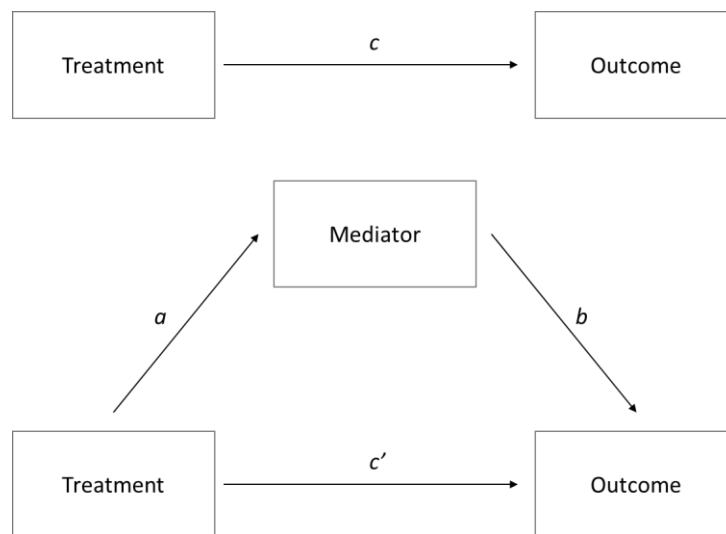 c
Treatment
Outcome
Mediator
a
b
c’
Treatment
Outcome